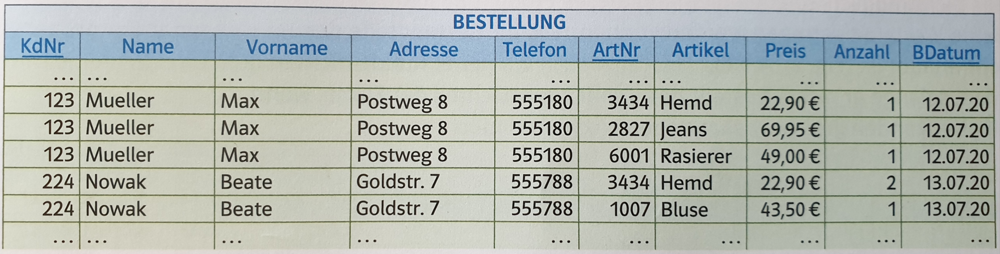 BESTELLUNG
KdNr Name Vorname Adresse Telefon ArtNr Artikel Preis Anzahl BDatum
... ... ... ... ... ... ... ... ... ...
123 Mueller Max Postweg 8 555180 3434 Hemd 22,90 € 1 12.07.20
123 Mueller Max Postweg 8 555180 2827 Jeans 69,95 € 1 12.07.20
123 Mueller Max Postweg 8 555180 6001 Rasierer 49,00 € 1 12.07.20
224 Nowak Beate Goldstr. 7 555788 3434 Hemd 22,90 € 2 13.07.20
224 Nowak Beate Goldstr. 7 555788 1007 Bluse 43,50 € 1 13.07.20
... ... ... ... ... ... ... ... ... ...